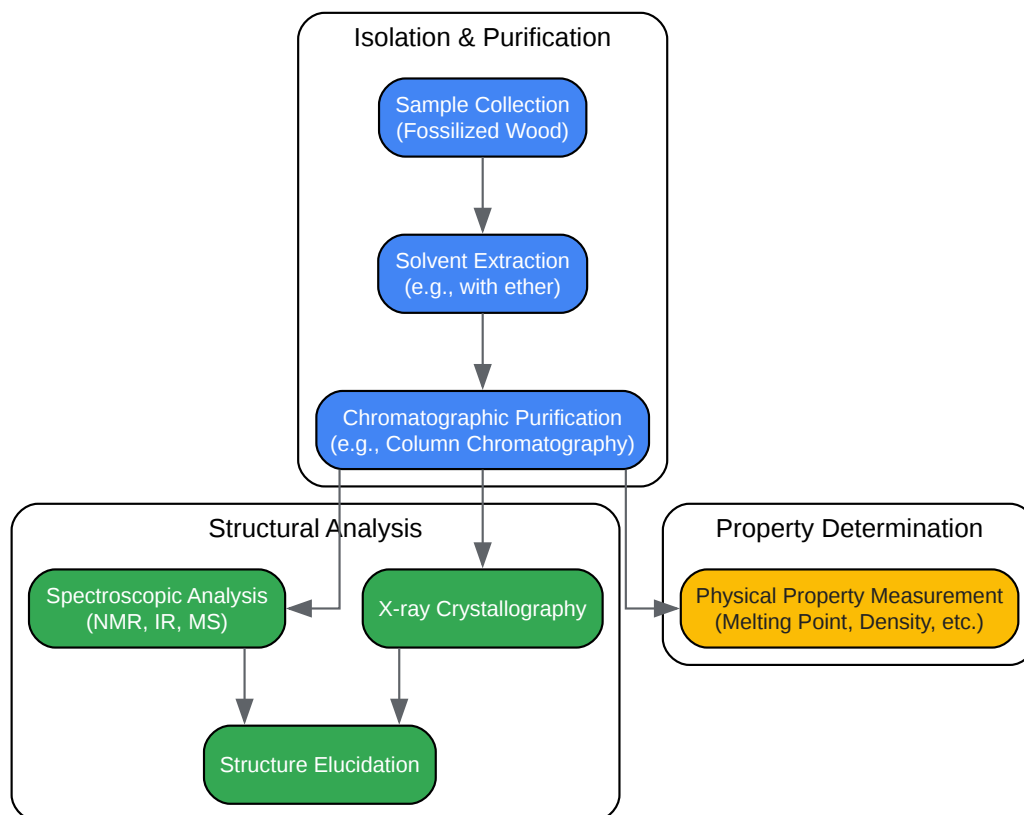 Isolation & Purification
Sample Collection
(Fossilized Wood)
Solvent Extraction
(e.g., with ether)
Chromatographic Purification
(e.g., Column Chromatography)
Structural Analysis
Property Determination
Spectroscopic Analysis
(NMR, IR, MS)
X-ray Crystallography
Physical Property Measurement
(Melting Point, Density, etc.)
Structure Elucidation